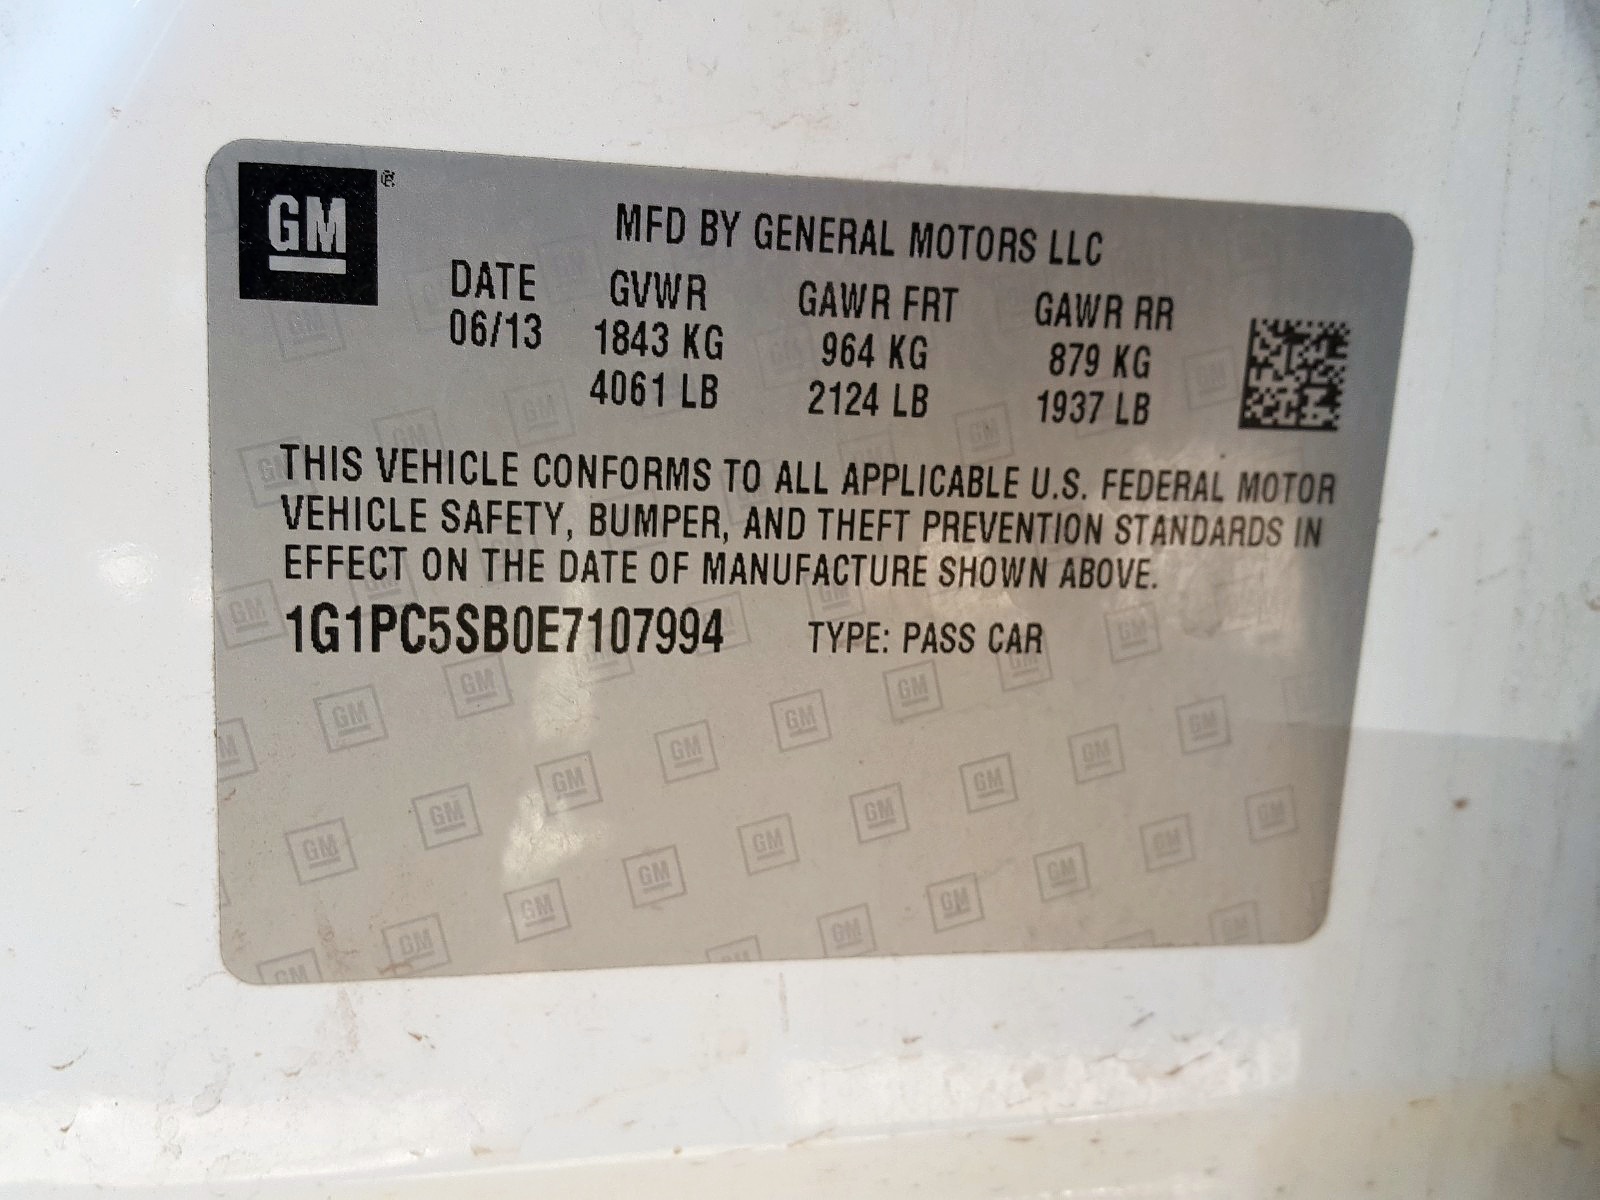 GM
MFD BY GENERAL MOTORS LLC
DATE GVWR GAWR FRT GAWR RR
06/13 1843 KG 964 KG 879 KG
4061 LB 2124 LB 1937 LB
THIS VEHICLE CONFORMS TO ALL APPLICABLE U.S. FEDERAL MOTOR
VEHICLE SAFETY, BUMPER, AND THEFT PREVENTION STANDARDS IN
EFFECT ON THE DATE OF MANUFACTURE SHOWN ABOVE.
1G1PC5SB0E7107994 TYPE: PASS CAR